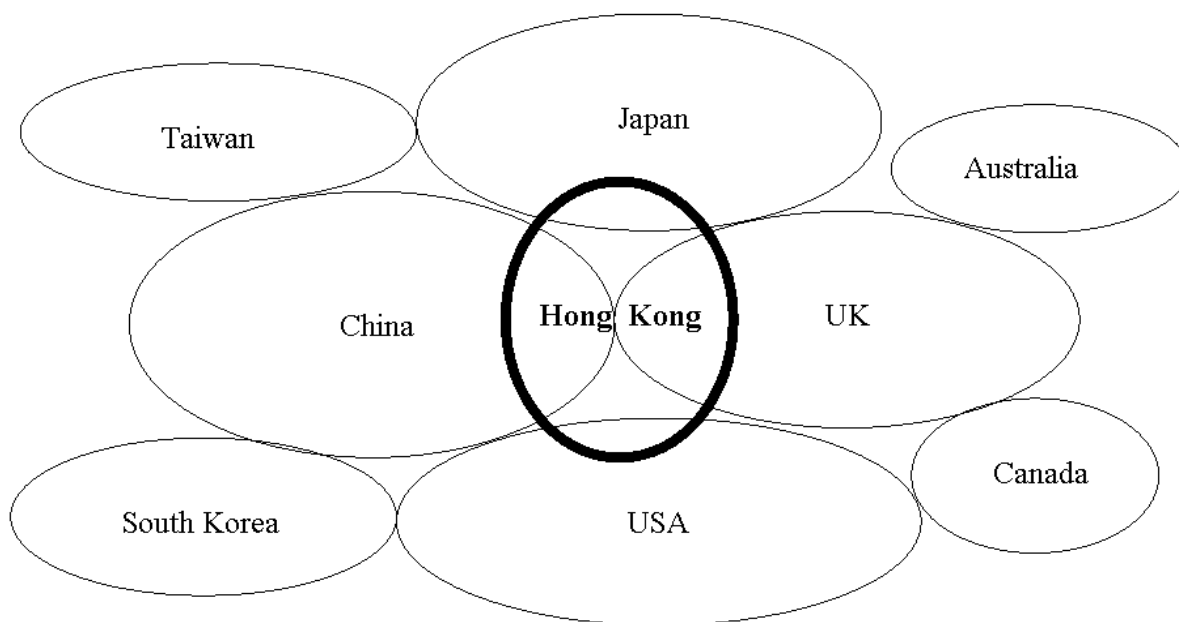 Japan
Taiwan
Australia
China
Hong Kong
UK
Canada
South Korea
USA